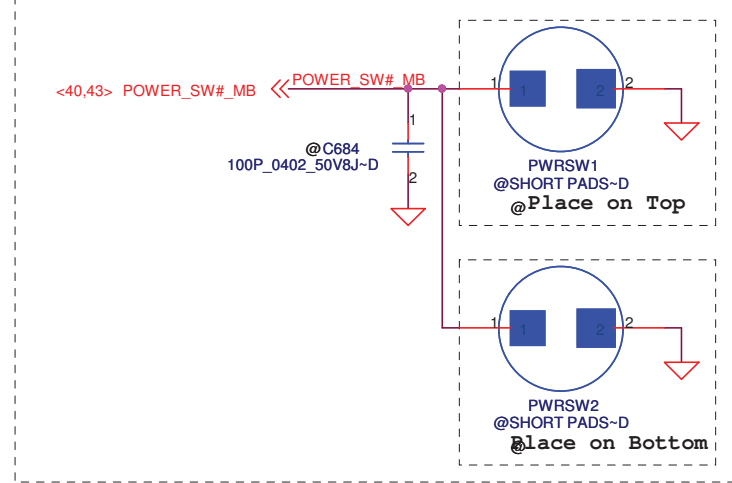 <40,43> POWER_SW#_MB
POWER_SW#_MB
1
@C684
100P_0402_50V8J~D
2
1
1
2
2
PWRSW1
@SHORT PADS~D
@Place on Top
1
1
2
2
PWRSW2
@SHORT PADS~D
@Place on Bottom